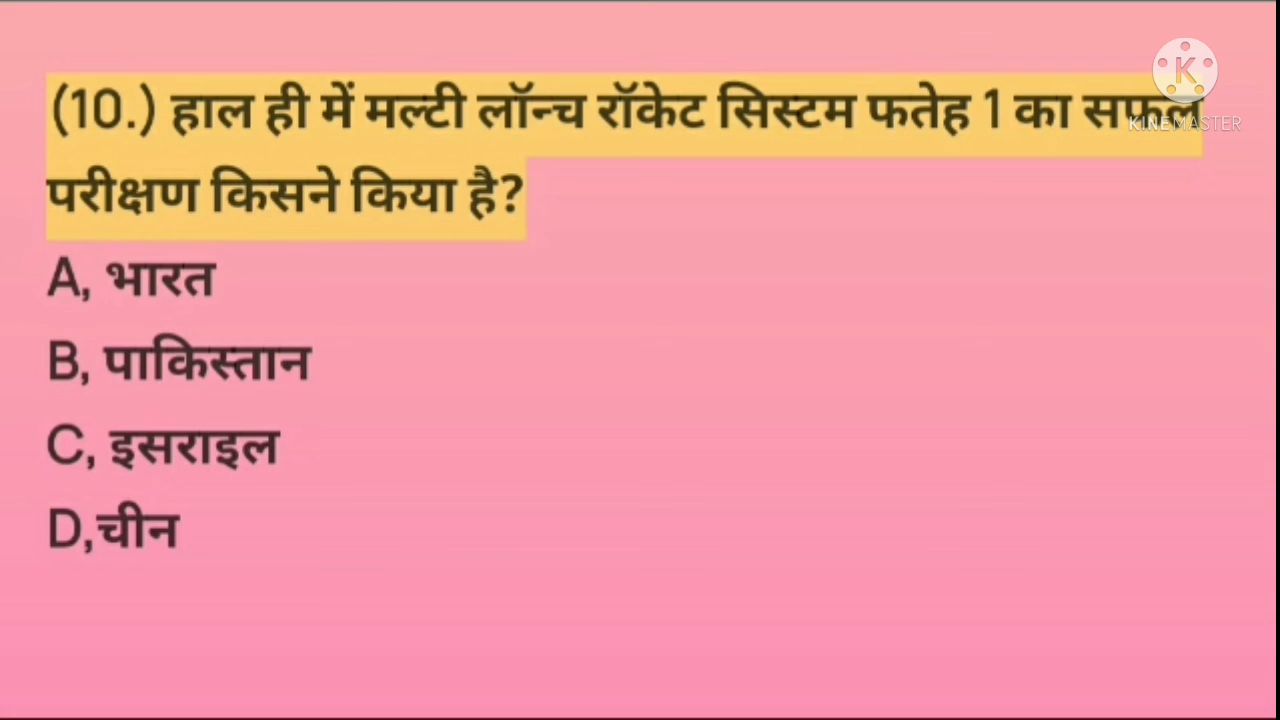 (10.) हाल ही में मल्टी लॉन्च रॉकेट सिस्टम फतेह 1 का सफल
परीक्षण किसने किया है?
A, भारत
B, पाकिस्तान
C, इसराइल
D,चीन
K
KINEMASTER